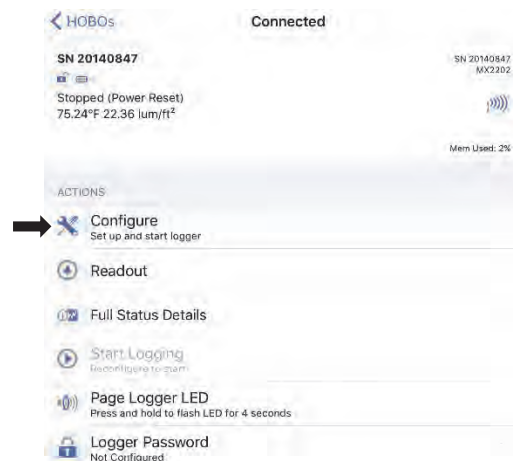 HOBOs
Connected
SN 20140847
SN 20140847
MX2202
Stopped (Power Reset)
75.24°F 22.36 lum/ft²
Mem Used: 2%
ACTIONS
Configure
Set up and start logger
Readout
Full Status Details
Start Logging
Reconfigure to start
Page Logger LED
Press and hold to flash LED for 4 seconds
Logger Password
Not Configured